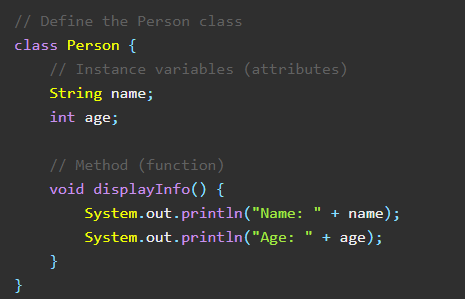 // Define the Person class
class Person {
    // Instance variables (attributes)
    String name;
    int age;

    // Method (function)
    void displayInfo() {
        System.out.println("Name: " + name);
        System.out.println("Age: " + age);
    }
}